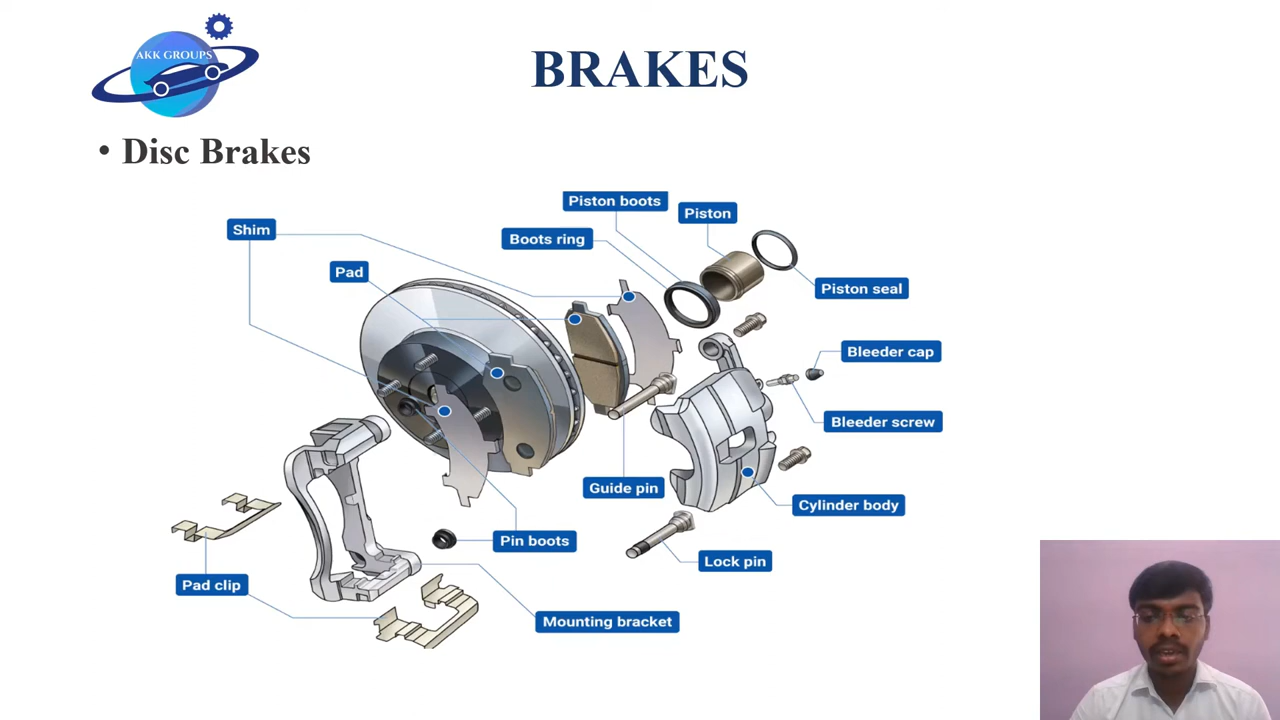 AKK GROUPS
BRAKES
• Disc Brakes
Piston boots
Piston
Shim
Boots ring
Pad
Piston seal
Bleeder cap
Bleeder screw
Guide pin
Cylinder body
Pin boots
Lock pin
Pad clip
Mounting bracket